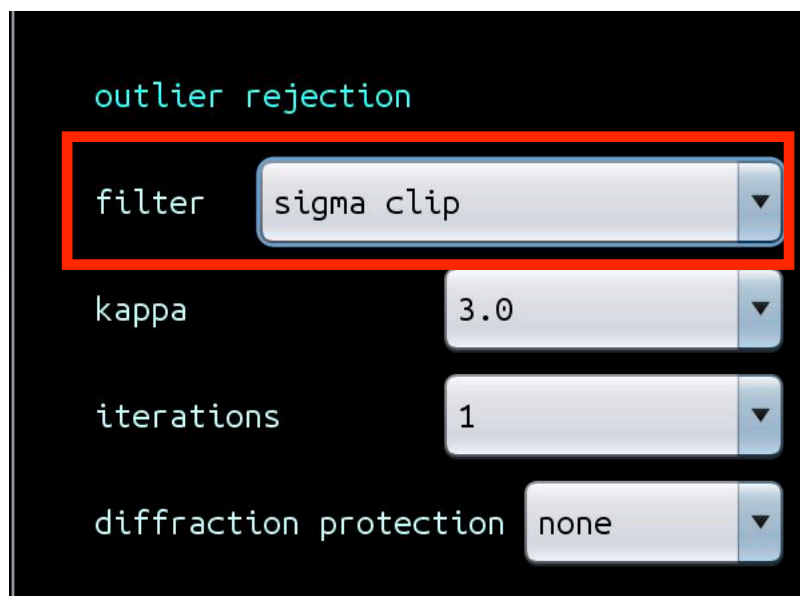 outlier rejection
filter sigma clip
kappa 3.0
iterations 1
diffraction protection none